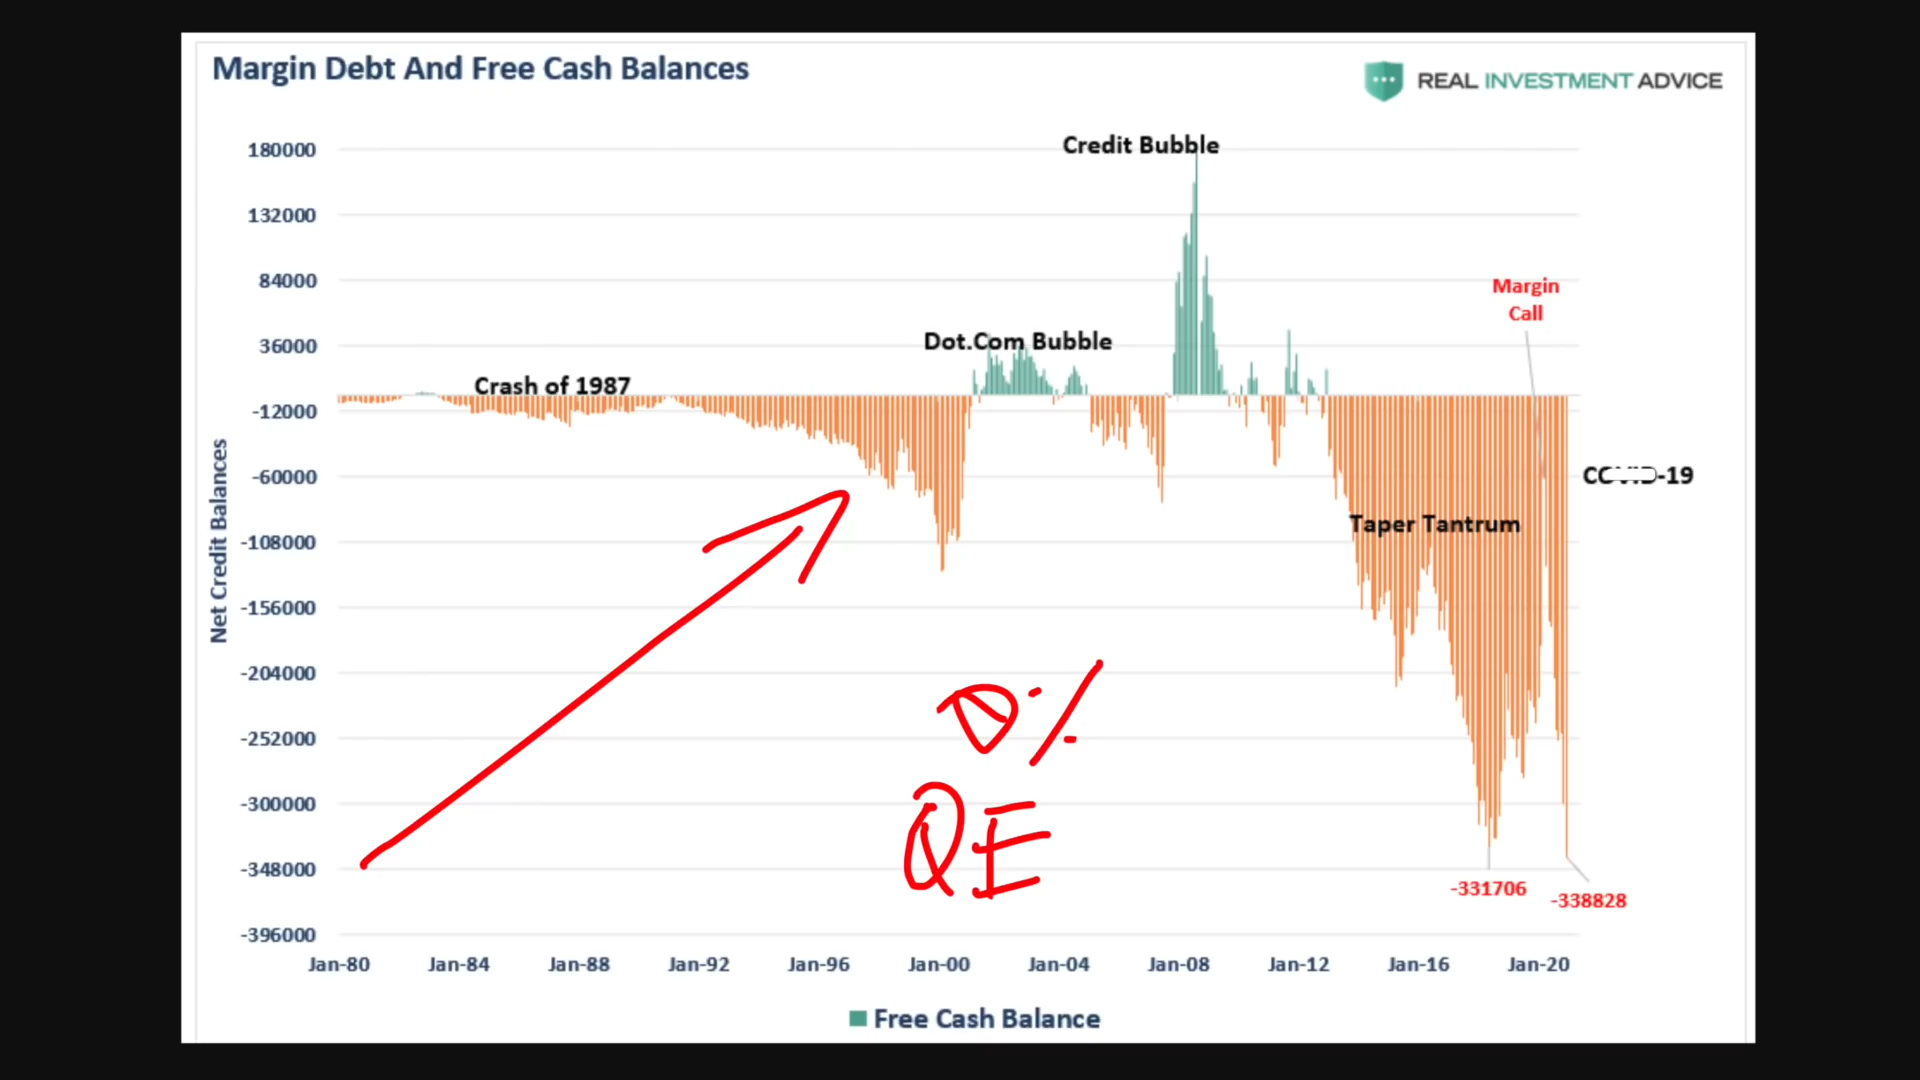 Margin Debt And Free Cash Balances
REAL INVESTMENT ADVICE
Credit Bubble
180000
132000
84000
Margin
Call
36000
Dot.Com Bubble
Crash of 1987
-12000
-60000
-19
Taper Tantrum
-108000
-156000
-204000
0%
-252000
-300000
QE
-348000
-331706
-338828
-396000
Net Credit Balances
Jan-80 Jan-84 Jan-88 Jan-92 Jan-96 Jan-00 Jan-04 Jan-08 Jan-12 Jan-16 Jan-20
Free Cash Balance